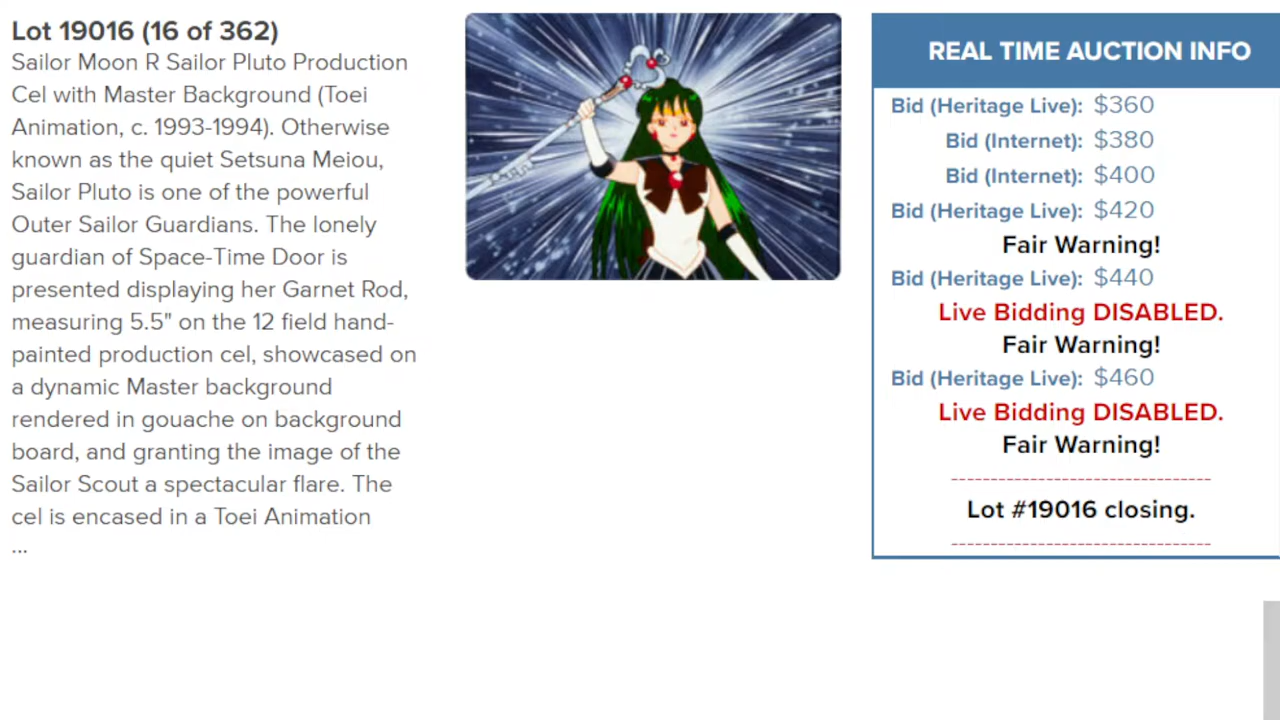 Lot 19016 (16 of 362)
Sailor Moon R Sailor Pluto Production
Cel with Master Background (Toei
Animation, c. 1993-1994). Otherwise
known as the quiet Setsuna Meiou,
Sailor Pluto is one of the powerful
Outer Sailor Guardians. The lonely
guardian of Space-Time Door is
presented displaying her Garnet Rod,
measuring 5.5" on the 12 field hand-
painted production cel, showcased on
a dynamic Master background
rendered in gouache on background
board, and granting the image of the
Sailor Scout a spectacular flare. The
cel is encased in a Toei Animation
...
REAL TIME AUCTION INFO
Bid (Heritage Live): $360
Bid (Internet): $380
Bid (Internet): $400
Bid (Heritage Live): $420
Fair Warning!
Bid (Heritage Live): $440
Live Bidding DISABLED.
Fair Warning!
Bid (Heritage Live): $460
Live Bidding DISABLED.
Fair Warning!
Lot #19016 closing.